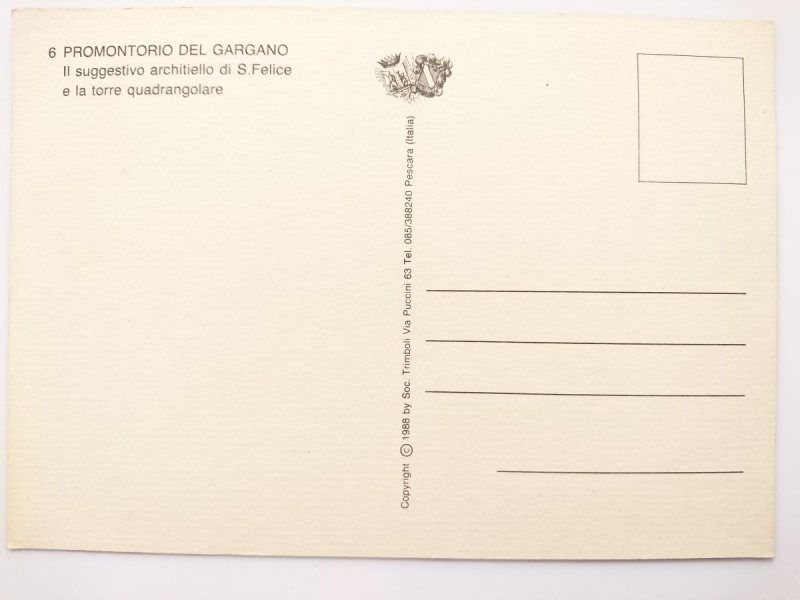 6 PROMONTORIO DEL GARGANO
Il suggestivo architiello di S.Felice
e la torre quadrangolare
Copyright © 1988 by Soc. Trimboli Via Puccini 63 Tel. 085/388240 Pescara (Italia)